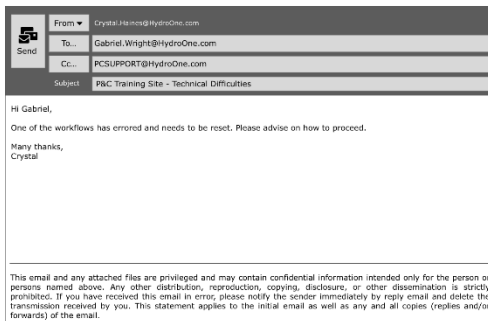 From ▾ Crystal.Haines@HydroOne.com
Send
To... Gabriel.Wright@HydroOne.com
Cc... PCSUPPORT@HydroOne.com
Subject P&C Training Site - Technical Difficulties
Hi Gabriel,
One of the workflows has errored and needs to be reset. Please advise on how to proceed.
Many thanks,
Crystal
This email and any attached files are privileged and may contain confidential information intended only for the person or
persons named above. Any other distribution, reproduction, copying, disclosure, or other dissemination is strictly
prohibited. If you have received this email in error, please notify the sender immediately by reply email and delete the
transmission received by you. This statement applies to the initial email as well as any and all copies (replies and/or
forwards) of the email.